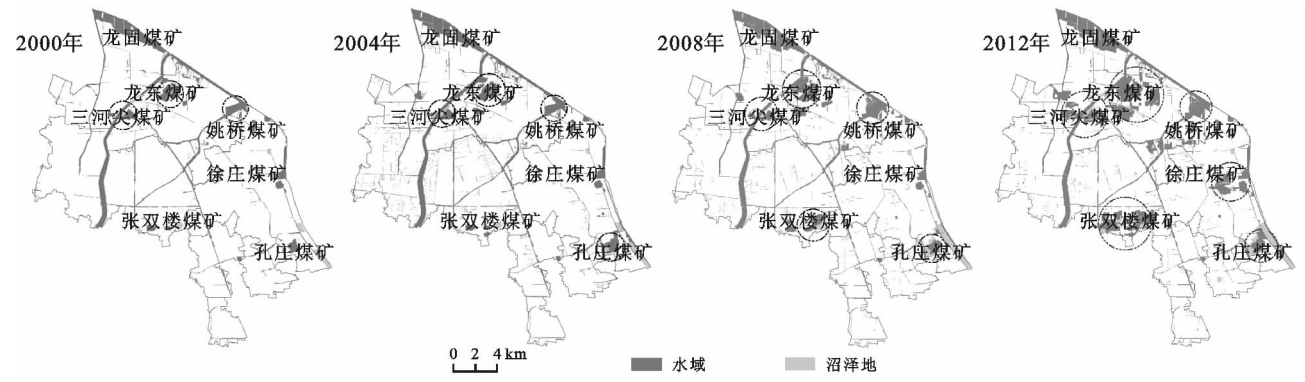 2000年
龙固煤矿
龙东煤矿
三河尖煤矿
姚桥煤矿
徐庄煤矿
张双楼煤矿
孔庄煤矿
2004年
龙固煤矿
龙东煤矿
三河尖煤矿
姚桥煤矿
徐庄煤矿
张双楼煤矿
孔庄煤矿
2008年
龙固煤矿
龙东煤矿
三河尖煤矿
姚桥煤矿
徐庄煤矿
张双楼煤矿
孔庄煤矿
2012年
龙固煤矿
龙东煤矿
三河尖煤矿
姚桥煤矿
徐庄煤矿
张双楼煤矿
孔庄煤矿
0 2 4 km
水域
沼泽地